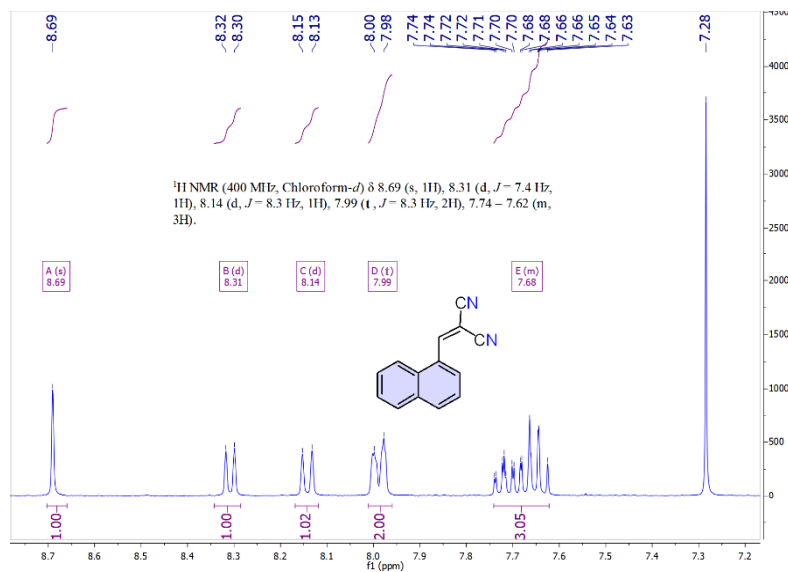 8.69 8.32 8.30 8.15 8.13 8.00 7.98 7.74 7.74 7.72 7.72 7.71 7.70 7.70 7.68 7.68 7.66 7.66 7.65 7.64 7.63 7.28
4500
4000
3500
3000
2500
2000
1500
1000
500
0
¹H NMR (400 MHz, Chloroform-d) δ 8.69 (s, 1H), 8.31 (d, J = 7.4 Hz,
1H), 8.14 (d, J = 8.3 Hz, 1H), 7.99 (t , J = 8.3 Hz, 2H), 7.74 – 7.62 (m,
3H).
A (s)
8.69
B (d)
8.31
C (d)
8.14
D (t)
7.99
E (m)
7.68
CN
CN
1.00 1.00 1.02 2.00 3.05
8.7 8.6 8.5 8.4 8.3 8.2 8.1 8.0 7.9 7.8 7.7 7.6 7.5 7.4 7.3 7.2
f1 (ppm)